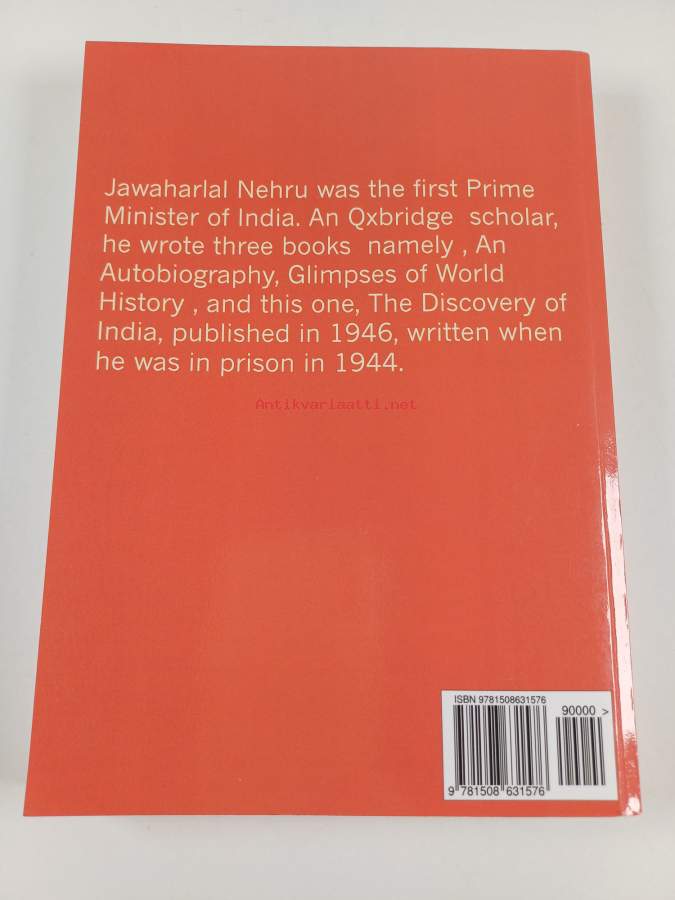 Jawaharlal Nehru was the first Prime
Minister of India. An Qxbridge  scholar,
he wrote three books  namely , An
Autobiography, Glimpses of World
History , and this one, The Discovery of
India, published in 1946, written when
he was in prison in 1944.
Antikvariaatti.net
ISBN 9781508631576
90000 >
9 781508 631576